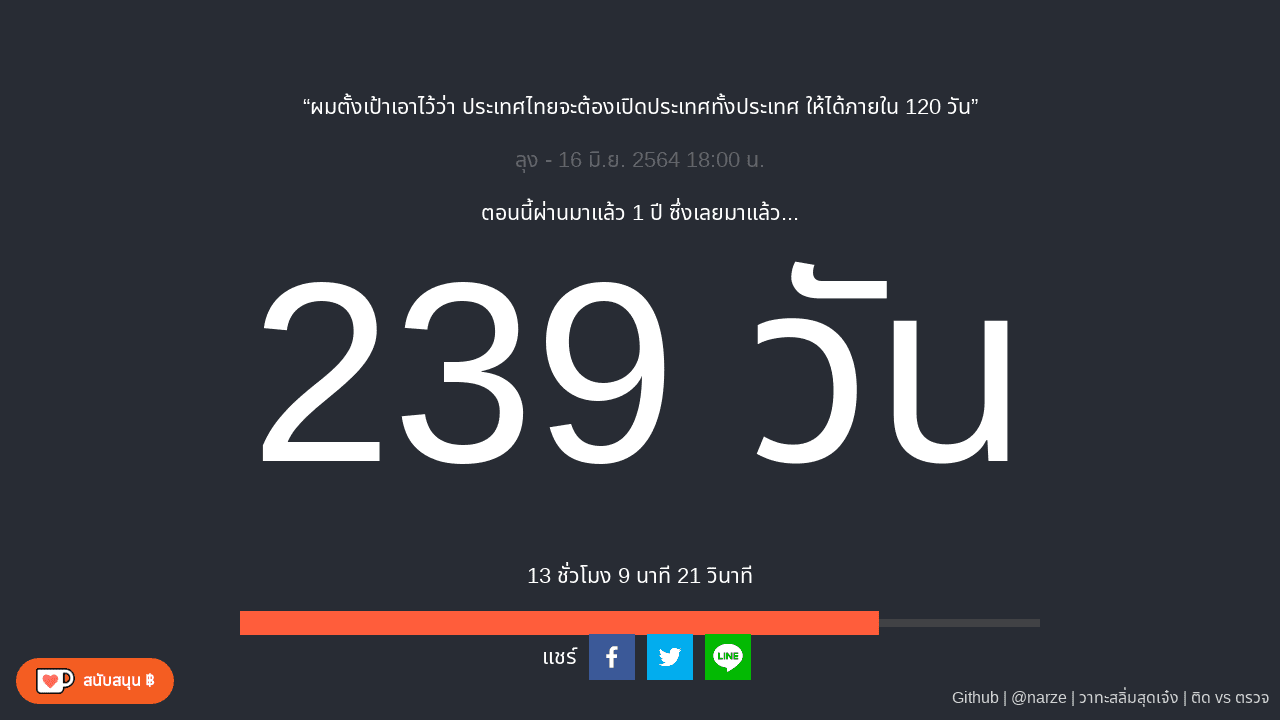 “ผมตั้งเป้าเอาไว้ว่า ประเทศไทยจะต้องเปิดประเทศทั้งประเทศ ให้ได้ภายใน 120 วัน”
ลุง - 16 มิ.ย. 2564 18:00 น.
ตอนนี้ผ่านมาแล้ว 1 ปี ซึ่งเลยมาแล้ว...
239 วัน
13 ชั่วโมง 9 นาที 21 วินาที
แชร์
LINE
สนับสนุน ฿
Github | @narze | วาทะสลิ่มสุดเจ๋ง | ติด vs ตรวจ